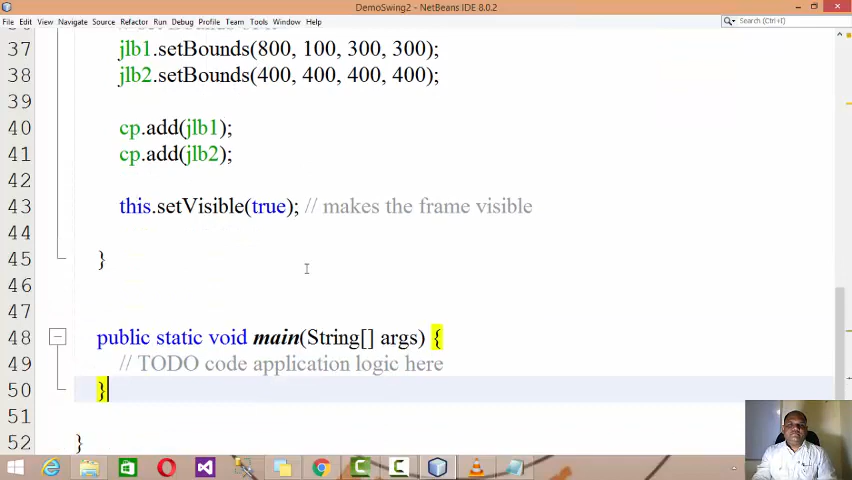 DemoSwing2 - NetBeans IDE 8.0.2
File Edit View Navigate Source Refactor Run Debug Profile Team Tools Window Help
Search (Ctrl+I)
37 jlb1.setBounds(800, 100, 300, 300);
38 jlb2.setBounds(400, 400, 400, 400);
39
40 cp.add(jlb1);
41 cp.add(jlb2);
42
43 this.setVisible(true); // makes the frame visible
44
45 }
46
47
48 public static void main(String[] args) {
49 // TODO code application logic here
50 }
51
52 }